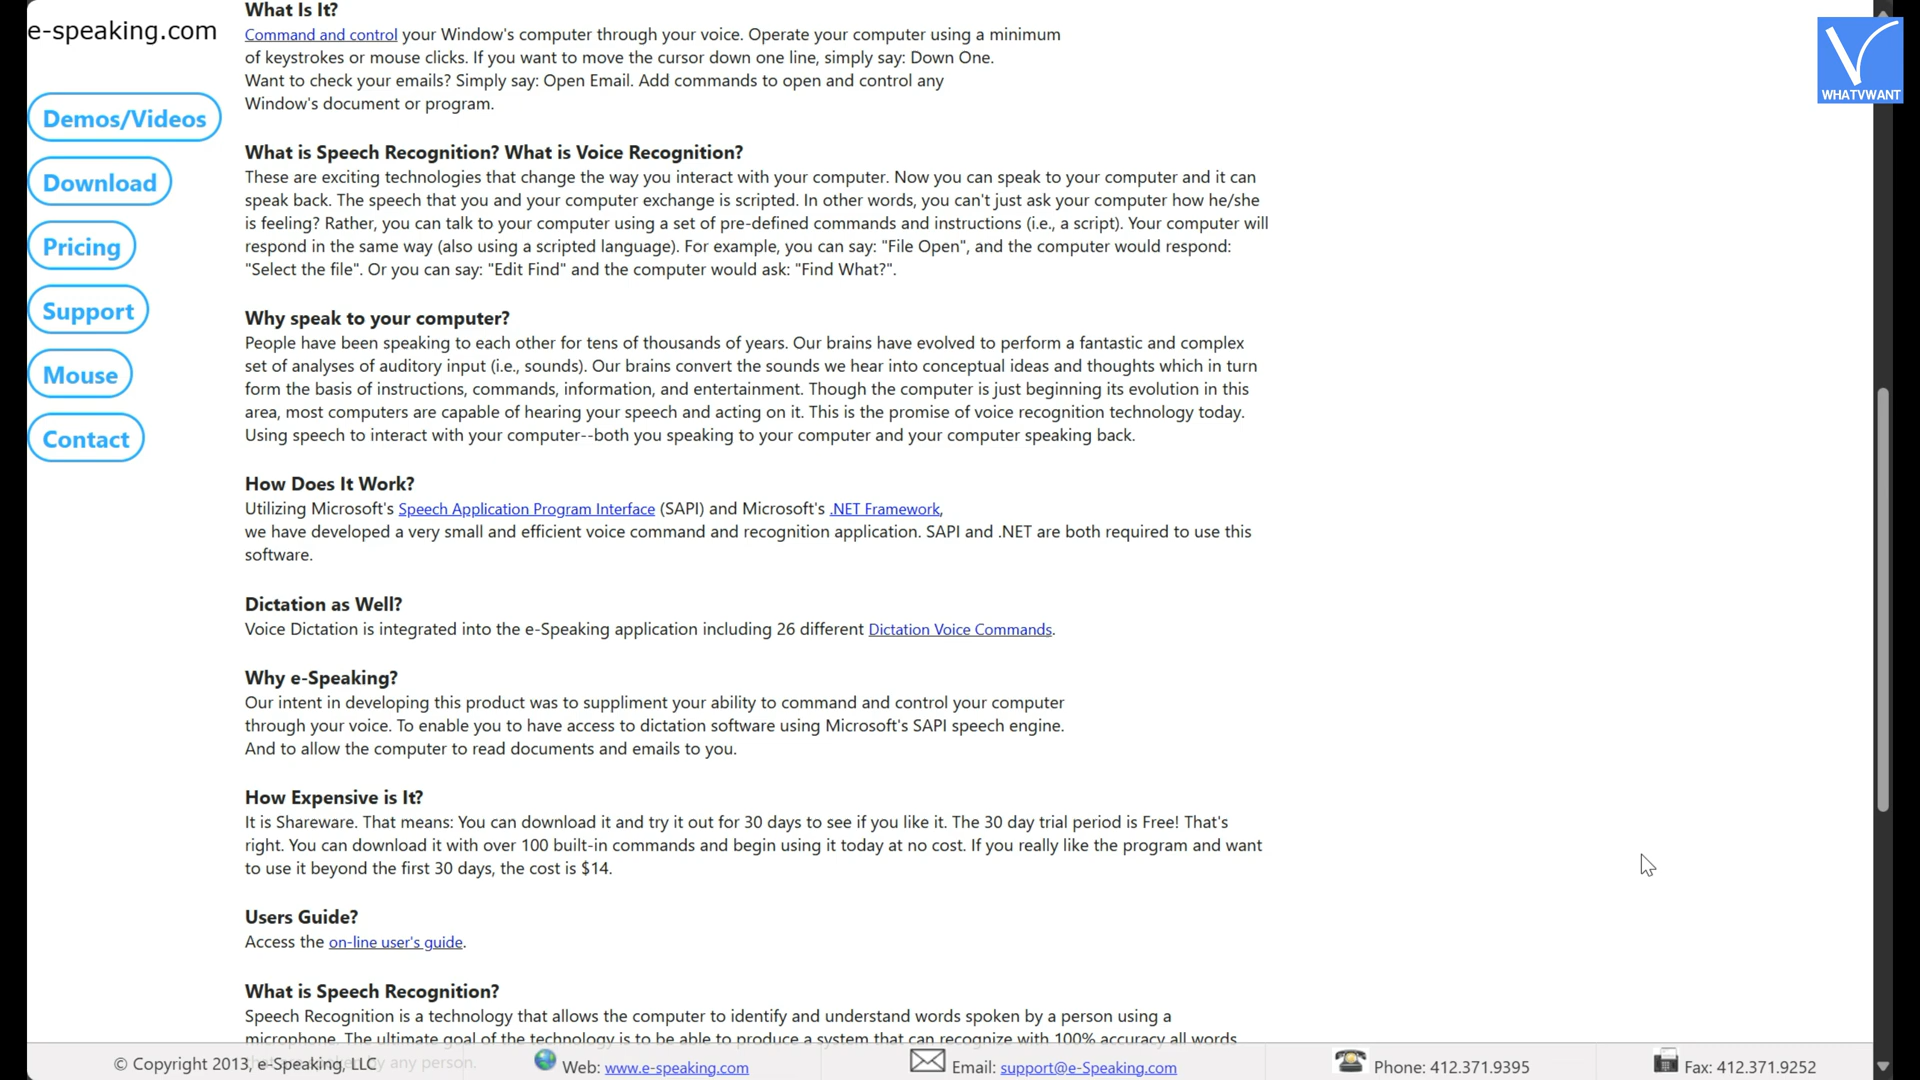 e-speaking.com
Demos/Videos
Download
Pricing
Support
Mouse
Contact
What Is It?
Command and control your Window's computer through your voice. Operate your computer using a minimum
of keystrokes or mouse clicks. If you want to move the cursor down one line, simply say: Down One.
Want to check your emails? Simply say: Open Email. Add commands to open and control any
Window's document or program.
What is Speech Recognition? What is Voice Recognition?
These are exciting technologies that change the way you interact with your computer. Now you can speak to your computer and it can
speak back. The speech that you and your computer exchange is scripted. In other words, you can't just ask your computer how he/she
is feeling? Rather, you can talk to your computer using a set of pre-defined commands and instructions (i.e., a script). Your computer will
respond in the same way (also using a scripted language). For example, you can say: "File Open", and the computer would respond:
"Select the file". Or you can say: "Edit Find" and the computer would ask: "Find What?".
Why speak to your computer?
People have been speaking to each other for tens of thousands of years. Our brains have evolved to perform a fantastic and complex
set of analyses of auditory input (i.e., sounds). Our brains convert the sounds we hear into conceptual ideas and thoughts which in turn
form the basis of instructions, commands, information, and entertainment. Though the computer is just beginning its evolution in this
area, most computers are capable of hearing your speech and acting on it. This is the promise of voice recognition technology today.
Using speech to interact with your computer--both you speaking to your computer and your computer speaking back.
How Does It Work?
Utilizing Microsoft's Speech Application Program Interface (SAPI) and Microsoft's .NET Framework,
we have developed a very small and efficient voice command and recognition application. SAPI and .NET are both required to use this
software.
Dictation as Well?
Voice Dictation is integrated into the e-Speaking application including 26 different Dictation Voice Commands.
Why e-Speaking?
Our intent in developing this product was to suppliment your ability to command and control your computer
through your voice. To enable you to have access to dictation software using Microsoft's SAPI speech engine.
And to allow the computer to read documents and emails to you.
How Expensive is It?
It is Shareware. That means: You can download it and try it out for 30 days to see if you like it. The 30 day trial period is Free! That's
right. You can download it with over 100 built-in commands and begin using it today at no cost. If you really like the program and want
to use it beyond the first 30 days, the cost is $14.
Users Guide?
Access the on-line user's guide.
What is Speech Recognition?
Speech Recognition is a technology that allows the computer to identify and understand words spoken by a person using a
microphone. The ultimate goal of the technology is to be able to produce a system that can recognize with 100% accuracy all words
by any person.
© Copyright 2013, e-Speaking, LLC
Web: www.e-speaking.com
Email: support@e-Speaking.com
Phone: 412.371.9395
Fax: 412.371.9252
WHATVWANT